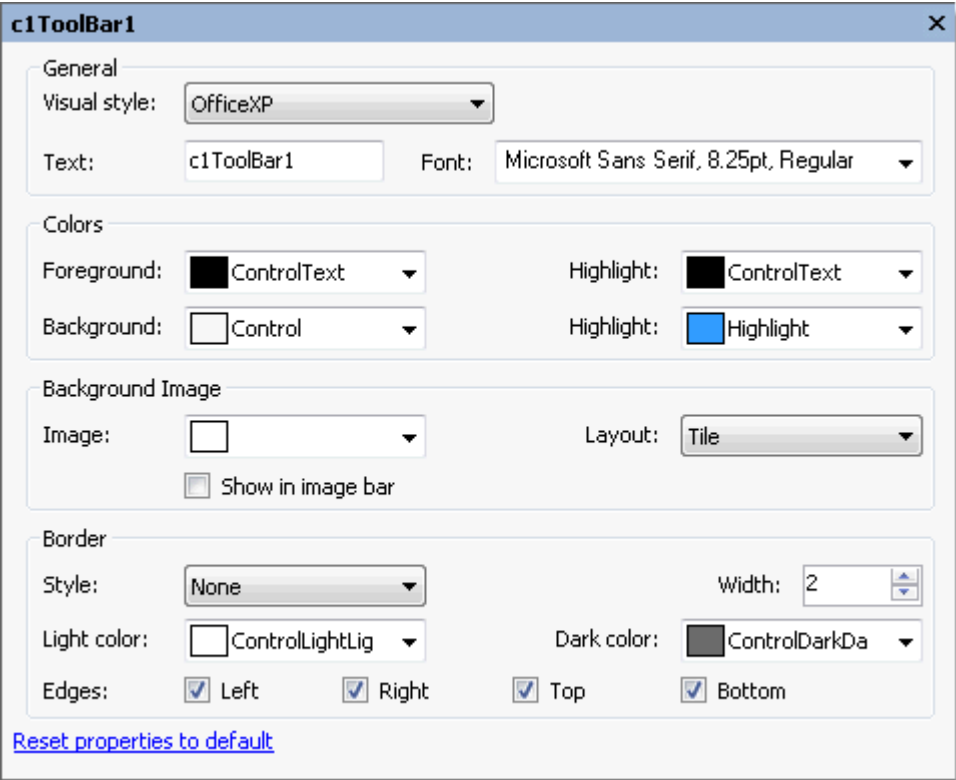 c1ToolBar1
General
Visual style: OfficeXP
Text: c1ToolBar1 Font: Microsoft Sans Serif, 8.25pt, Regular
Colors
Foreground: ControlText Highlight: ControlText
Background: Control Highlight: Highlight
Background Image
Image: Layout: Tile
Show in image bar
Border
Style: None Width: 2
Light color: ControlLightLig Dark color: ControlDarkDa
Edges: Left Right Top Bottom
Reset properties to default